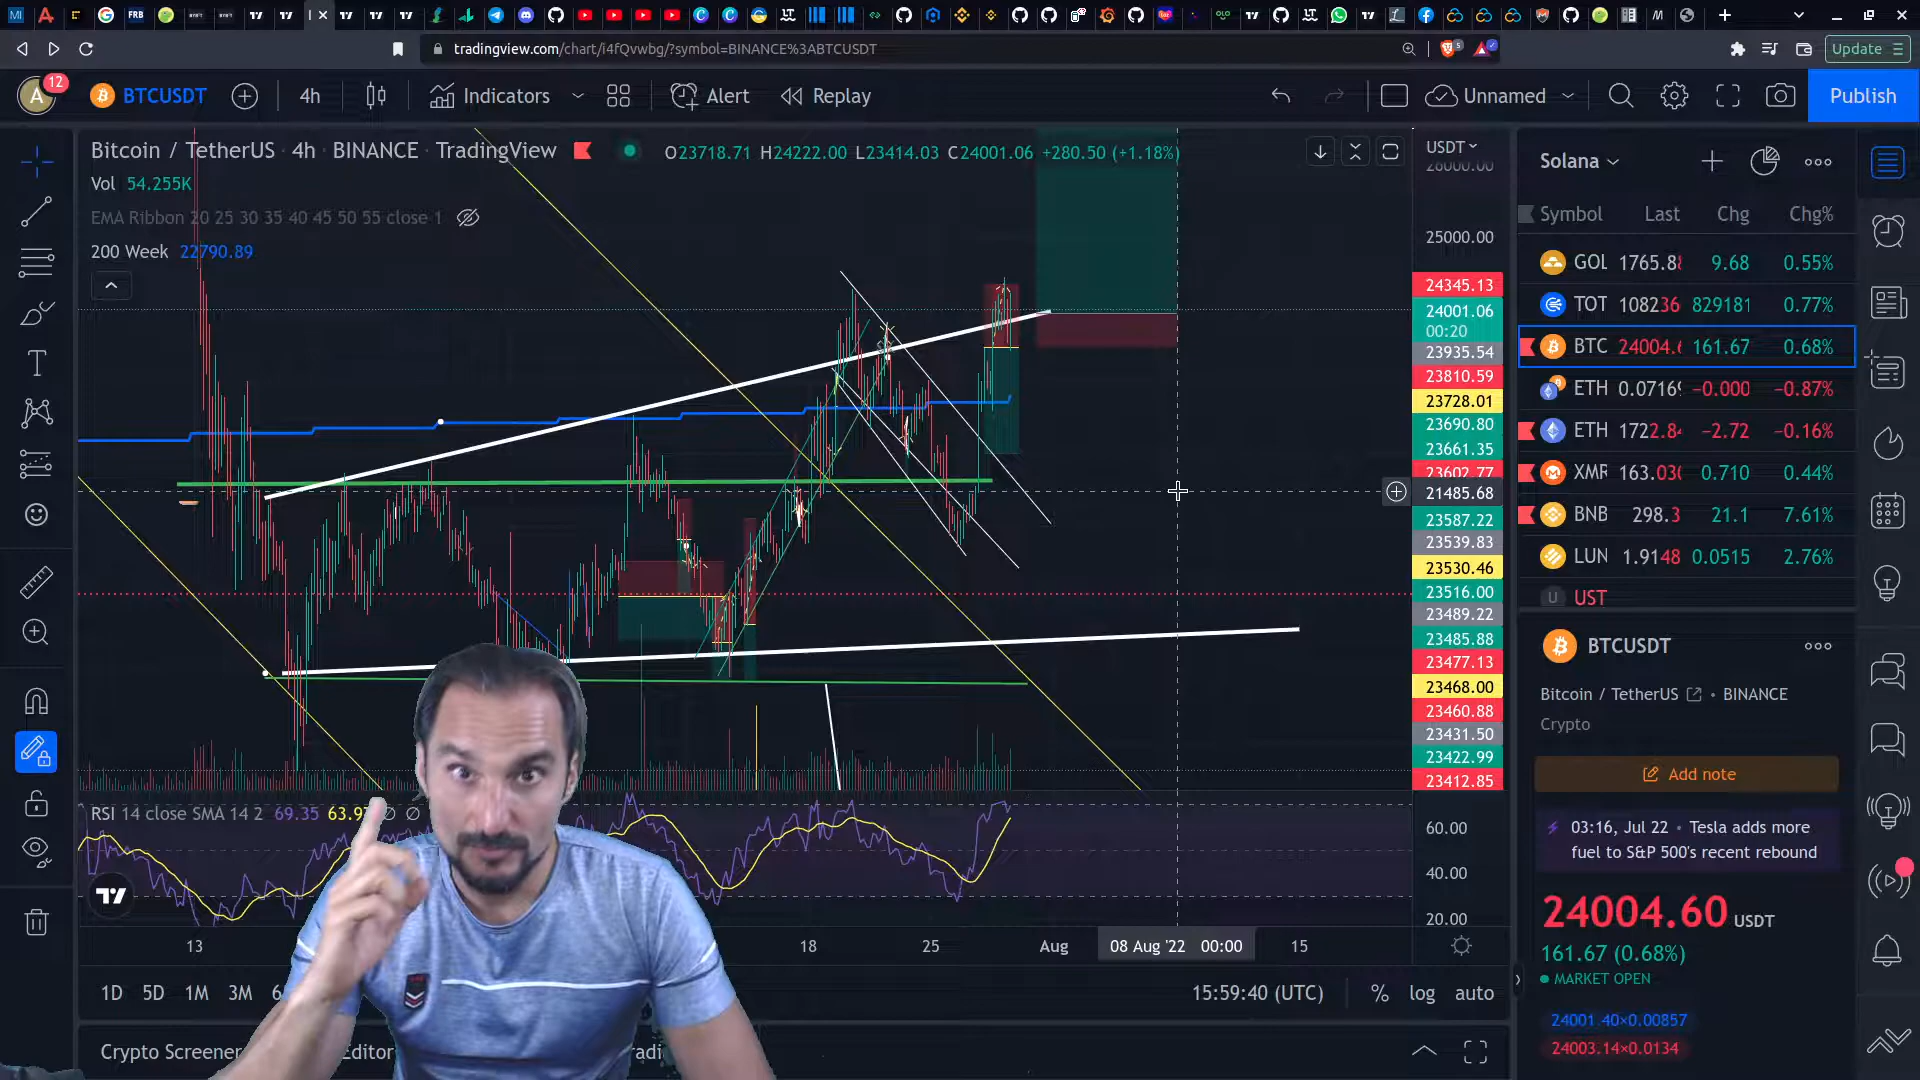 tradingview.com/chart/i4fQvwbg/?symbol=BINANCE%3ABTCUSDT
Update
A 12
BTCUSDT
4h
Indicators
Alert
Replay
Unnamed
Publish
Bitcoin / TetherUS · 4h · BINANCE · TradingView
O23718.71 H24222.00 L23414.03 C24001.06 +280.50 (+1.18%)
Vol 54.255K
EMA Ribbon 20 25 30 35 40 45 50 55 close 1
200 Week 22790.89
USDT
26000.00
25000.00
24345.13
24001.06
00:20
23935.54
23810.59
23728.01
23690.80
23661.35
23602.77
21485.68
23587.22
23539.83
23530.46
23516.00
23489.22
23485.88
23477.13
23468.00
23460.88
23431.50
23422.99
23412.85
RSI 14 close SMA 14 2 69.35
60.00
40.00
20.00
13
18
25
Aug
08 Aug '22 00:00
15
1D 5D 1M 3M
15:59:40 (UTC)
% log auto
Crypto Screener
Editor
Solana
Symbol Last Chg Chg%
GOL 1765.8 9.68 0.55%
TOT 108236 829181 0.77%
BTC 24004. 161.67 0.68%
ETH 0.0716 −0.000 −0.87%
ETH 1722.8 −2.72 −0.16%
XMR 163.03 0.710 0.44%
BNB 298.3 21.1 7.61%
LUN 1.9148 0.0515 2.76%
U UST
BTCUSDT
Bitcoin / TetherUS · BINANCE
Crypto
Add note
03:16, Jul 22 · Tesla adds more
fuel to S&P 500's recent rebound
24004.60 USDT
161.67 (0.68%)
MARKET OPEN
24001.40×0.00857
24003.14×0.0134